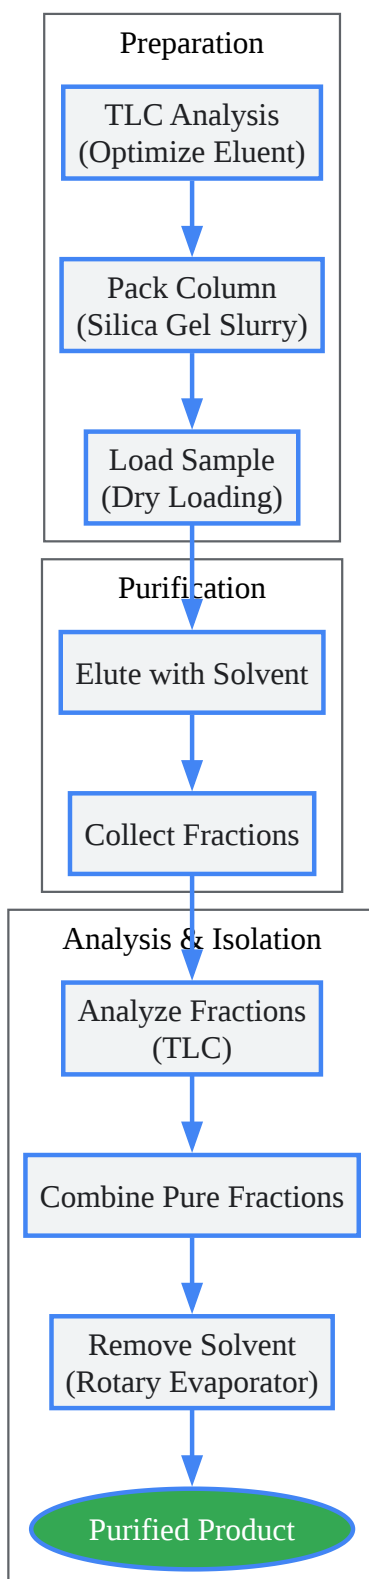 Preparation
TLC Analysis
(Optimize Eluent)
Pack Column
(Silica Gel Slurry)
Load Sample
(Dry Loading)
Purification
Elute with Solvent
Collect Fractions
Analysis & Isolation
Analyze Fractions
(TLC)
Combine Pure Fractions
Remove Solvent
(Rotary Evaporator)
Purified Product